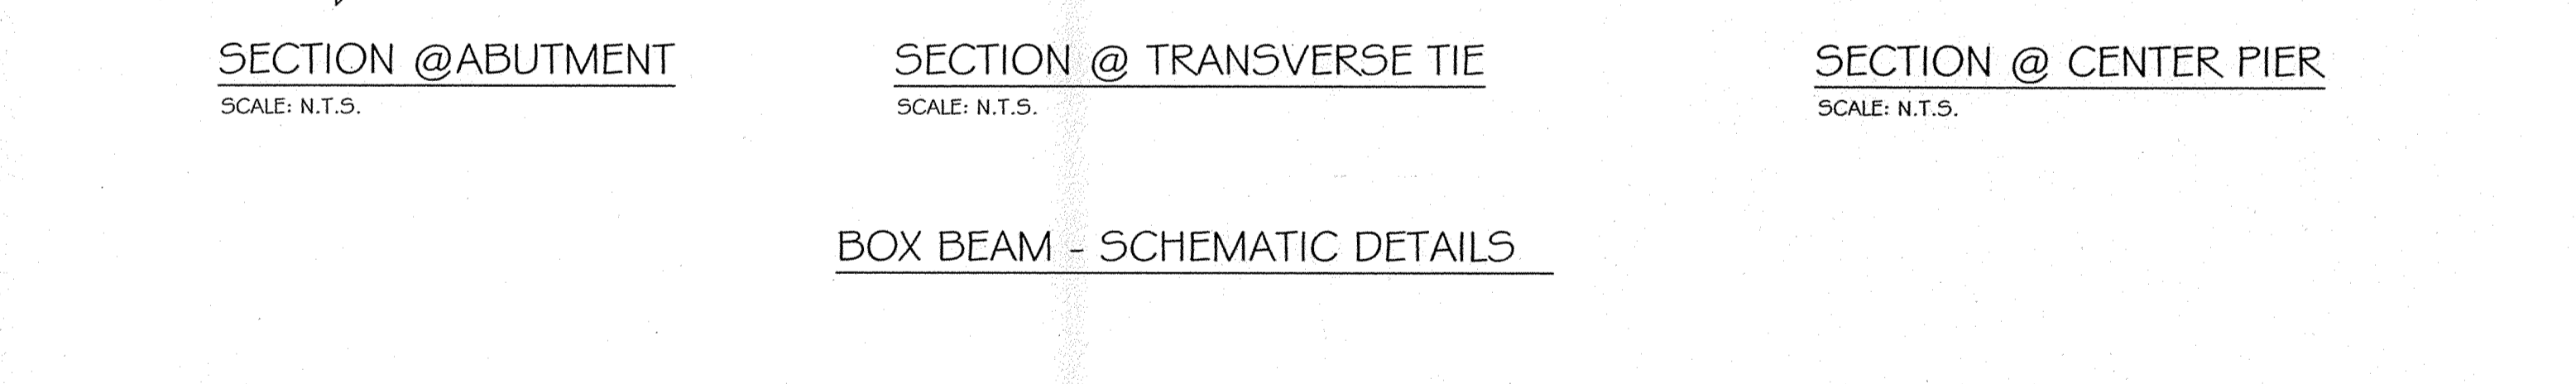 SECTION @ABUTMENT
SCALE: N.T.S.
SECTION @ TRANSVERSE TIE
SCALE: N.T.S.
SECTION @ CENTER PIER
SCALE: N.T.S.
BOX BEAM - SCHEMATIC DETAILS